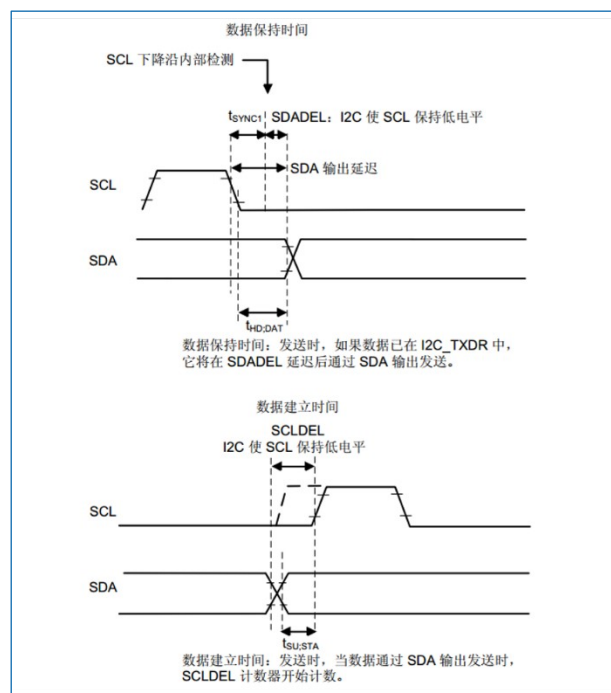 数据保持时间
SCL 下降沿内部检测
tSYNC1
SDADEL：I2C 使 SCL 保持低电平
SDA 输出延迟
SCL
SDA
tHD;DAT
数据保持时间：发送时，如果数据已在 I2C_TXDR 中，
它将在 SDADEL 延迟后通过 SDA 输出发送。
数据建立时间
SCLDEL
I2C 使 SCL 保持低电平
SCL
SDA
tSU;STA
数据建立时间：发送时，当数据通过 SDA 输出发送时，
SCLDEL 计数器开始计数。